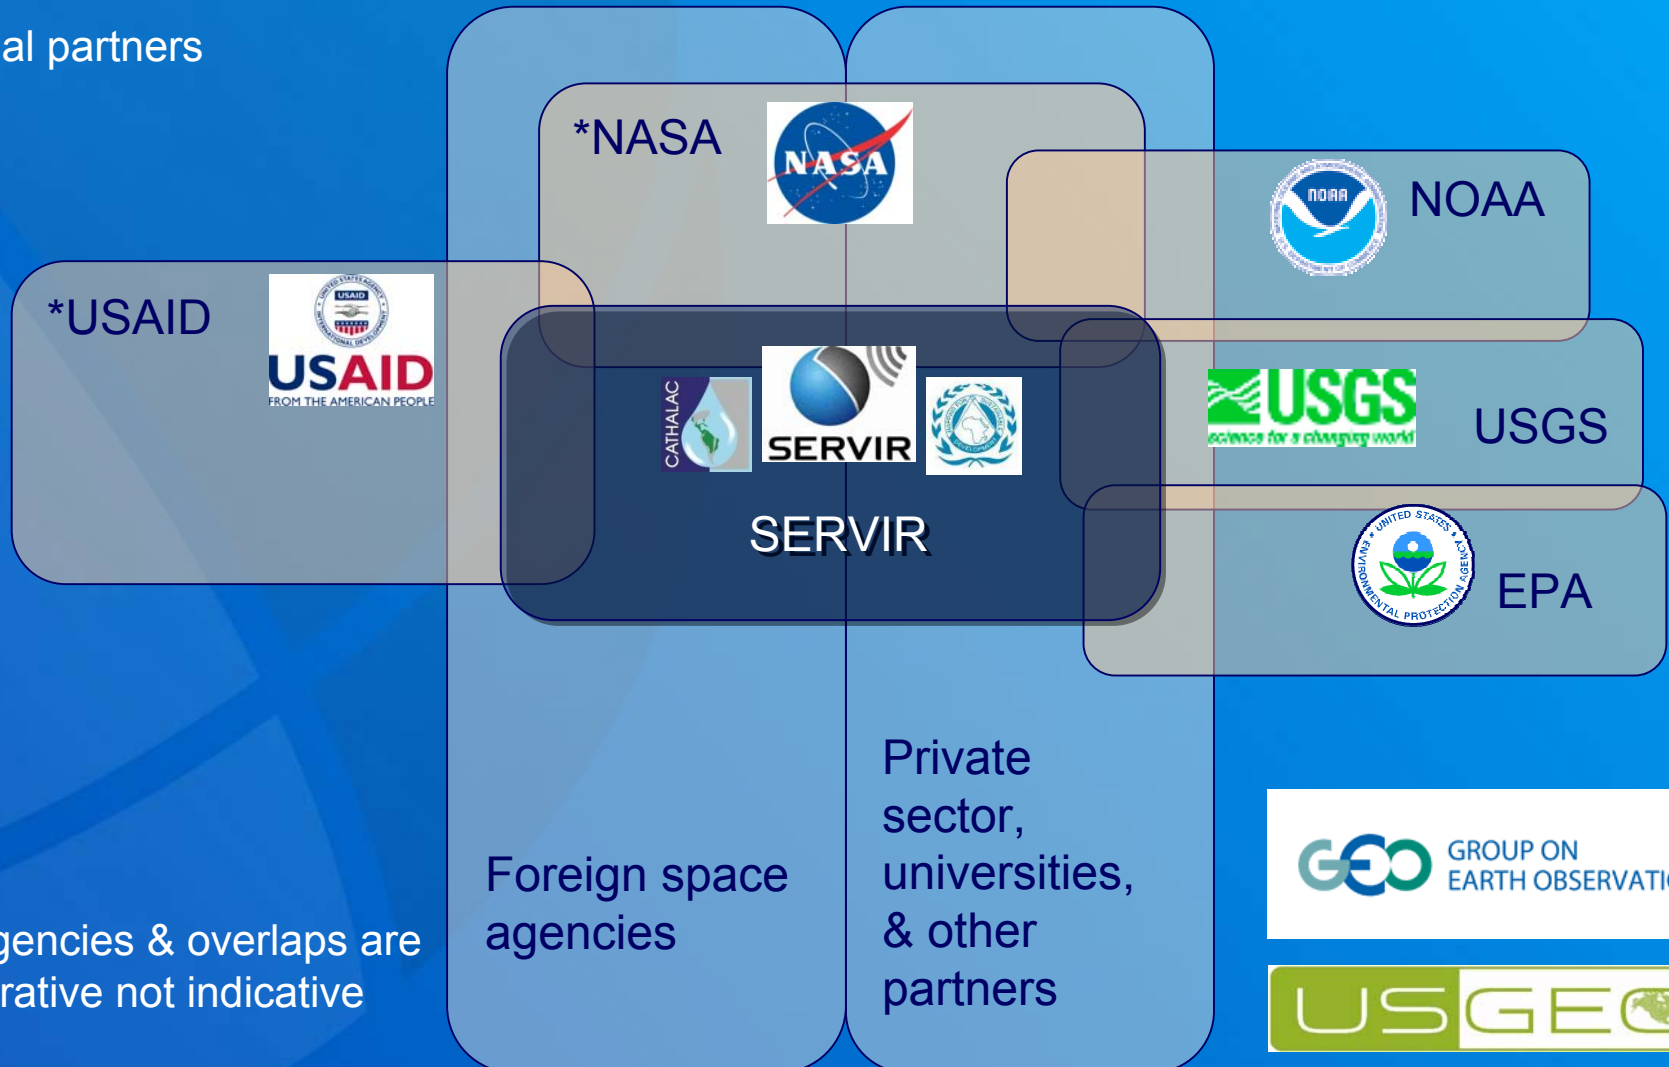 al partners
*NASA
NASA
NOAA
NOAA
*USAID
USAID
USAID
FROM THE AMERICAN PEOPLE
CATHALAC
SERVIR
SERVIR
USGS
science for a changing world
USGS
UNITED STATES
ENVIRONMENTAL PROTECTION AGENCY
EPA
Foreign space
agencies
Private
sector,
universities,
& other
partners
GEO GROUP ON
EARTH OBSERVATI
gencies & overlaps are
rative not indicative
USGEO